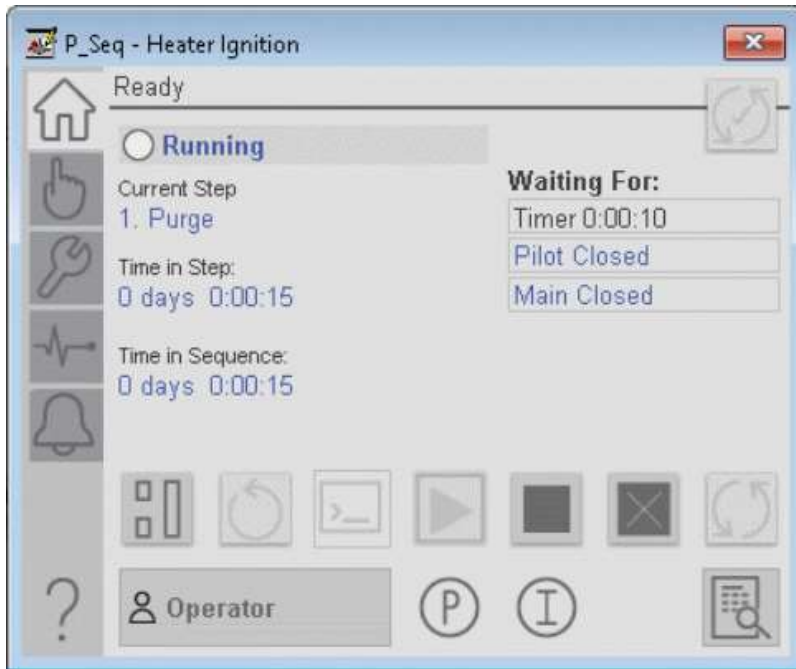 P_Seq - Heater Ignition
Ready
Running
Current Step
1. Purge
Time in Step:
0 days 0:00:15
Time in Sequence:
0 days 0:00:15
Waiting For:
Timer 0:00:10
Pilot Closed
Main Closed
>_
?
Operator
P
I